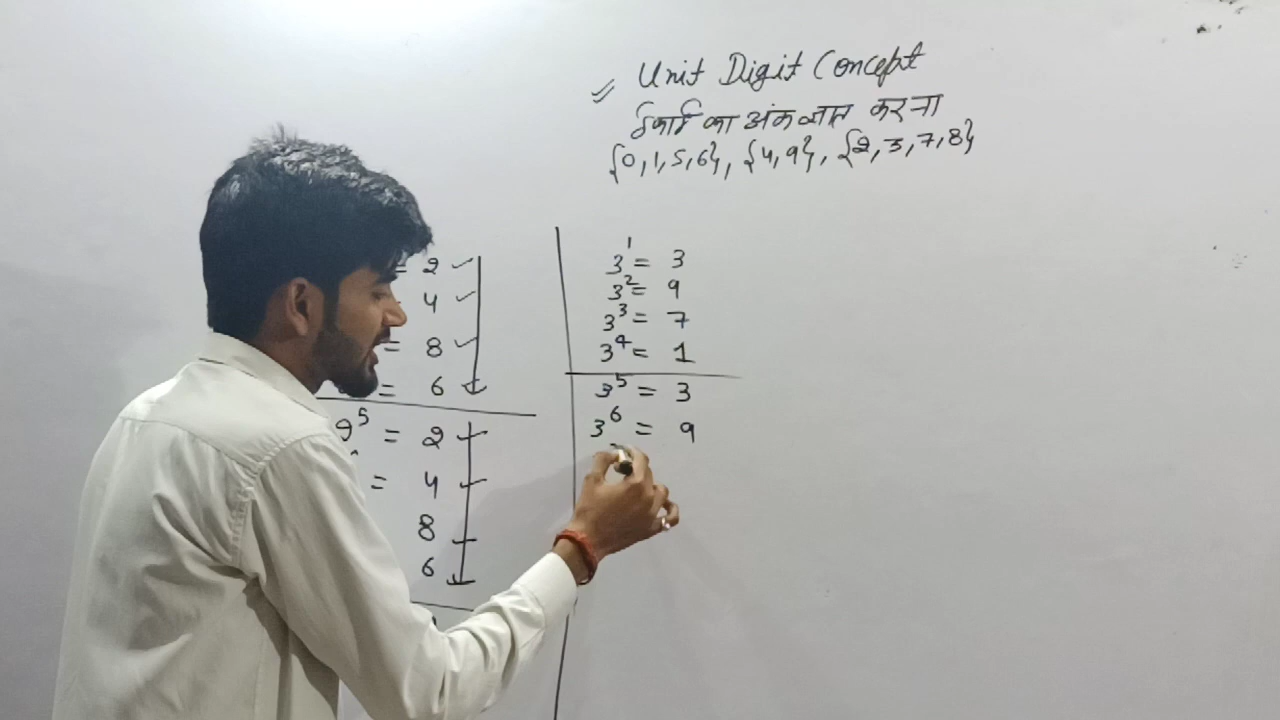 Unit Digit Concept
इकाई का अंक ज्ञात करना
{0,1,5,6}, {4,9}, {2,3,7,8}
= 2
4
= 8
= 6
2⁵ = 2
= 4
8
6
3¹ = 3
3² = 9
3³ = 7
3⁴ = 1
3⁵ = 3
3⁶ = 9